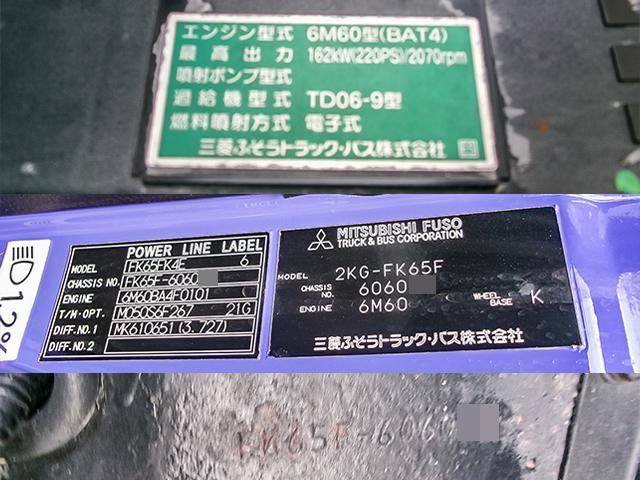 エンジン型式 6M60型(BAT4)
最高出力 162kW(220PS)/2070rpm
噴射ポンプ型式
過給機型式 TD06-9型
燃料噴射方式 電子式
三菱ふそうトラック・バス株式会社
D1.2%
POWER LINE LABEL
MODEL FK65FK4F 6
CHASSIS NO. FK65F-6060
ENGINE 6M60BA4F0101
T/M-OPT. M050S6F267 21G
DIFF.NO.1 MK610651 (3.727)
DIFF.NO.2
MITSUBISHI FUSO
TRUCK & BUS CORPORATION
MODEL 2KG-FK65F
CHASSIS NO. 6060
ENGINE 6M60 WHEEL BASE K
三菱ふそうトラック・バス株式会社
FK65F-6060